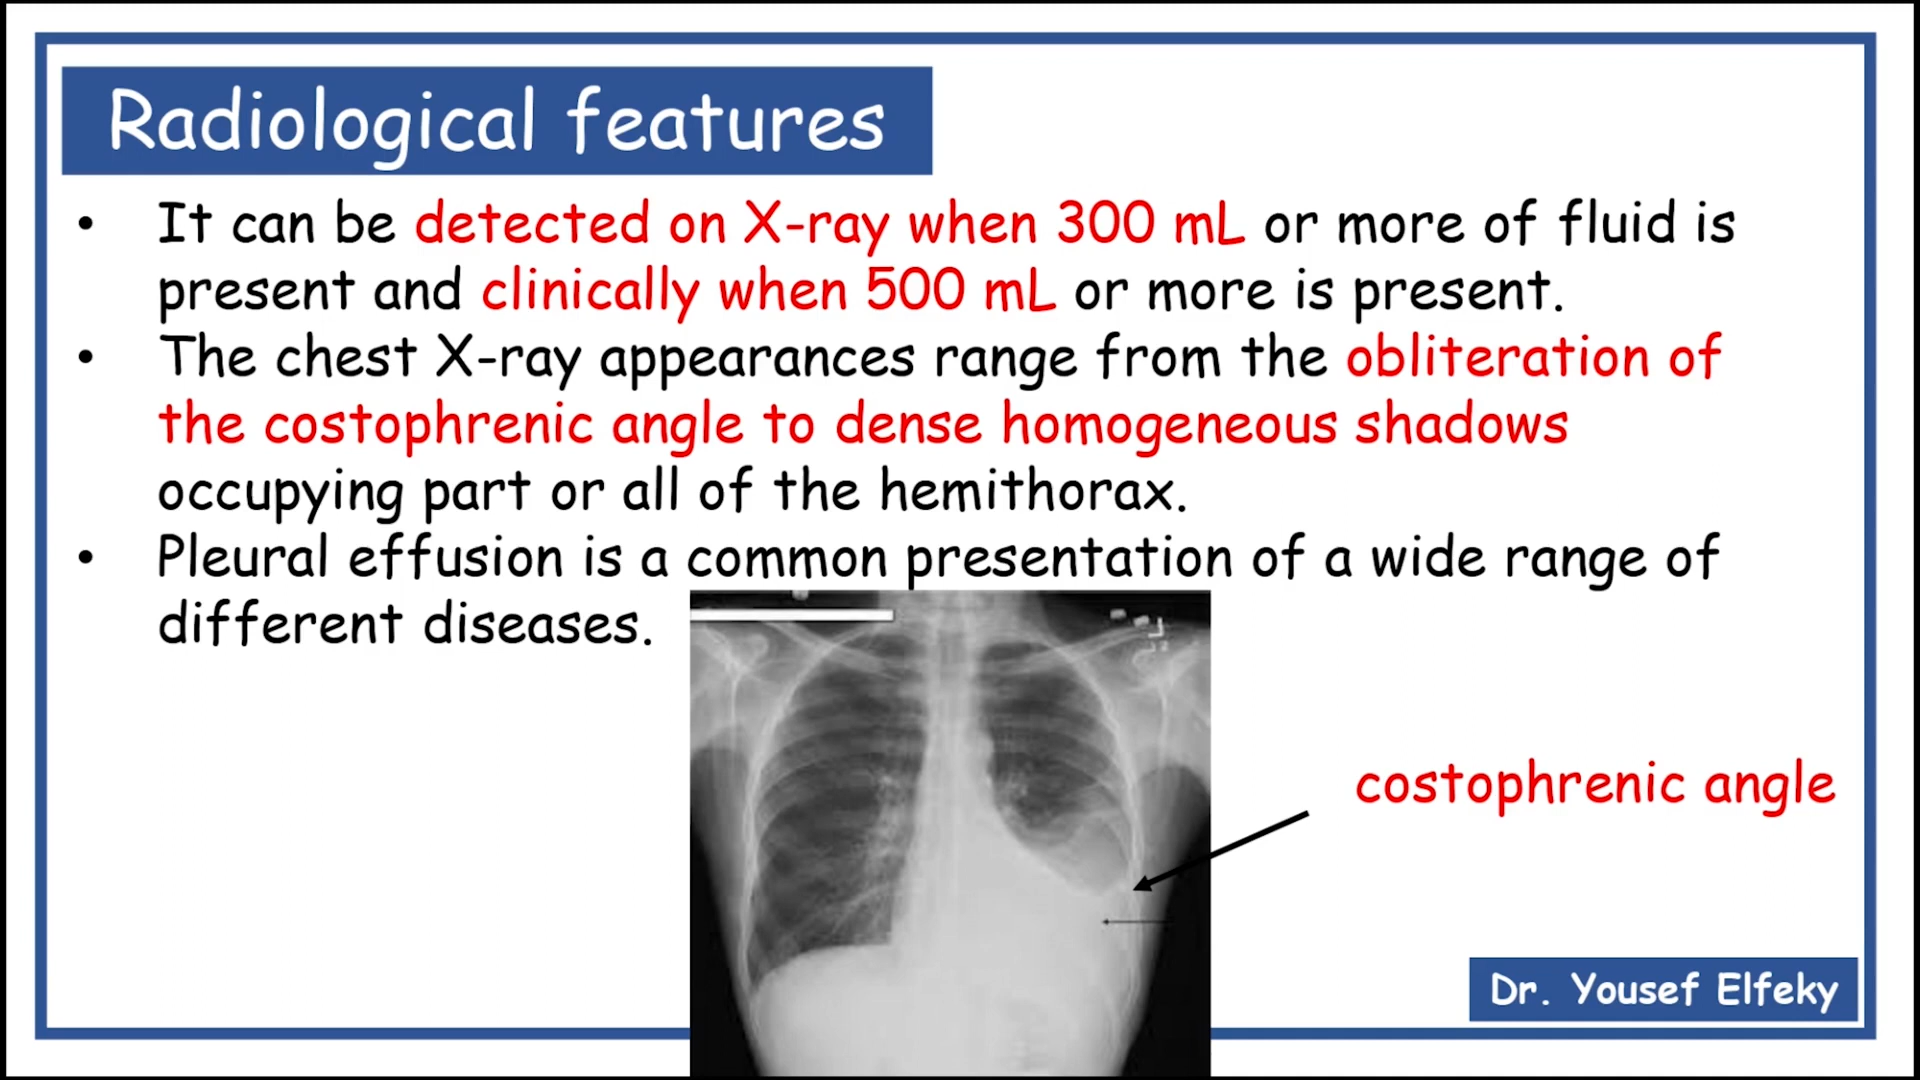 Radiological features
• It can be detected on X-ray when 300 mL or more of fluid is
present and clinically when 500 mL or more is present.
• The chest X-ray appearances range from the obliteration of
the costophrenic angle to dense homogeneous shadows
occupying part or all of the hemithorax.
• Pleural effusion is a common presentation of a wide range of
different diseases.
L
costophrenic angle
Dr. Yousef Elfeky